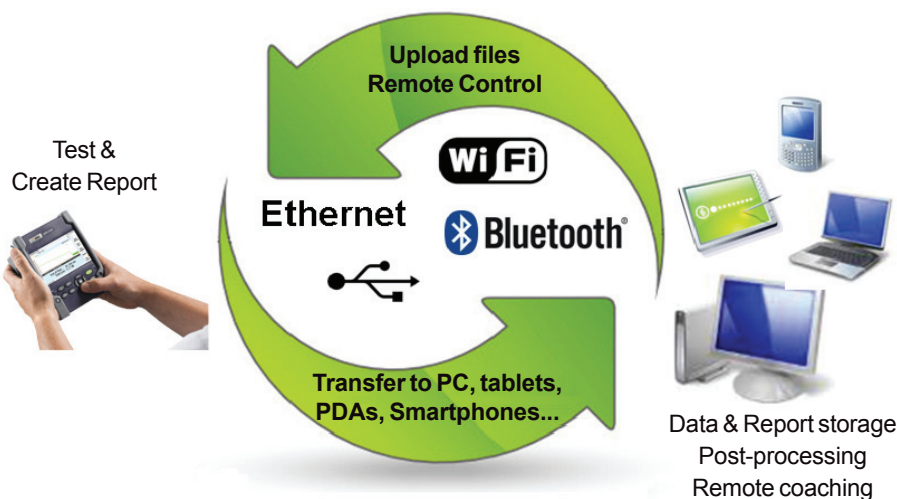 Upload files
Remote Control
Test &
Create Report
WiFi
Ethernet
Bluetooth®
Transfer to PC, tablets,
PDAs, Smartphones...
Data & Report storage
Post-processing
Remote coaching